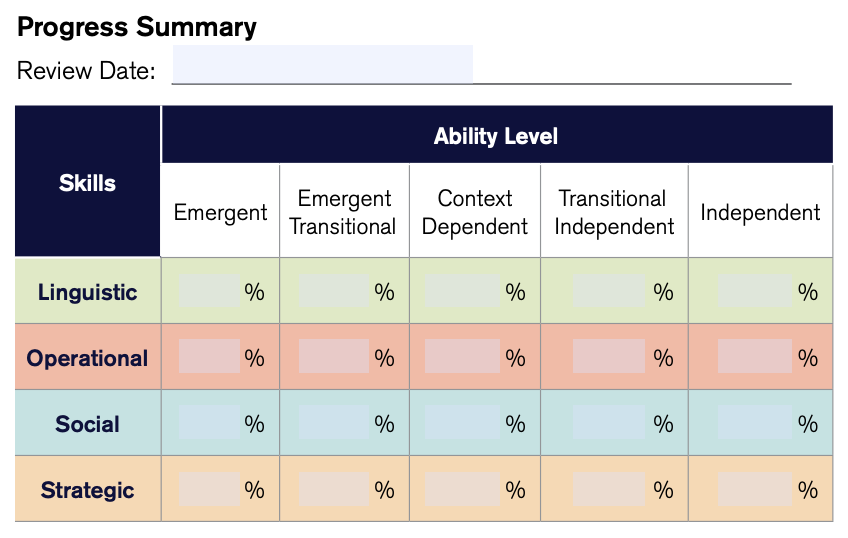 Progress Summary
Review Date:
Skills
Ability Level
Emergent
Emergent
Transitional
Context
Dependent
Transitional
Independent
Independent
Linguistic % % % % %
Operational % % % % %
Social % % % % %
Strategic % % % % %